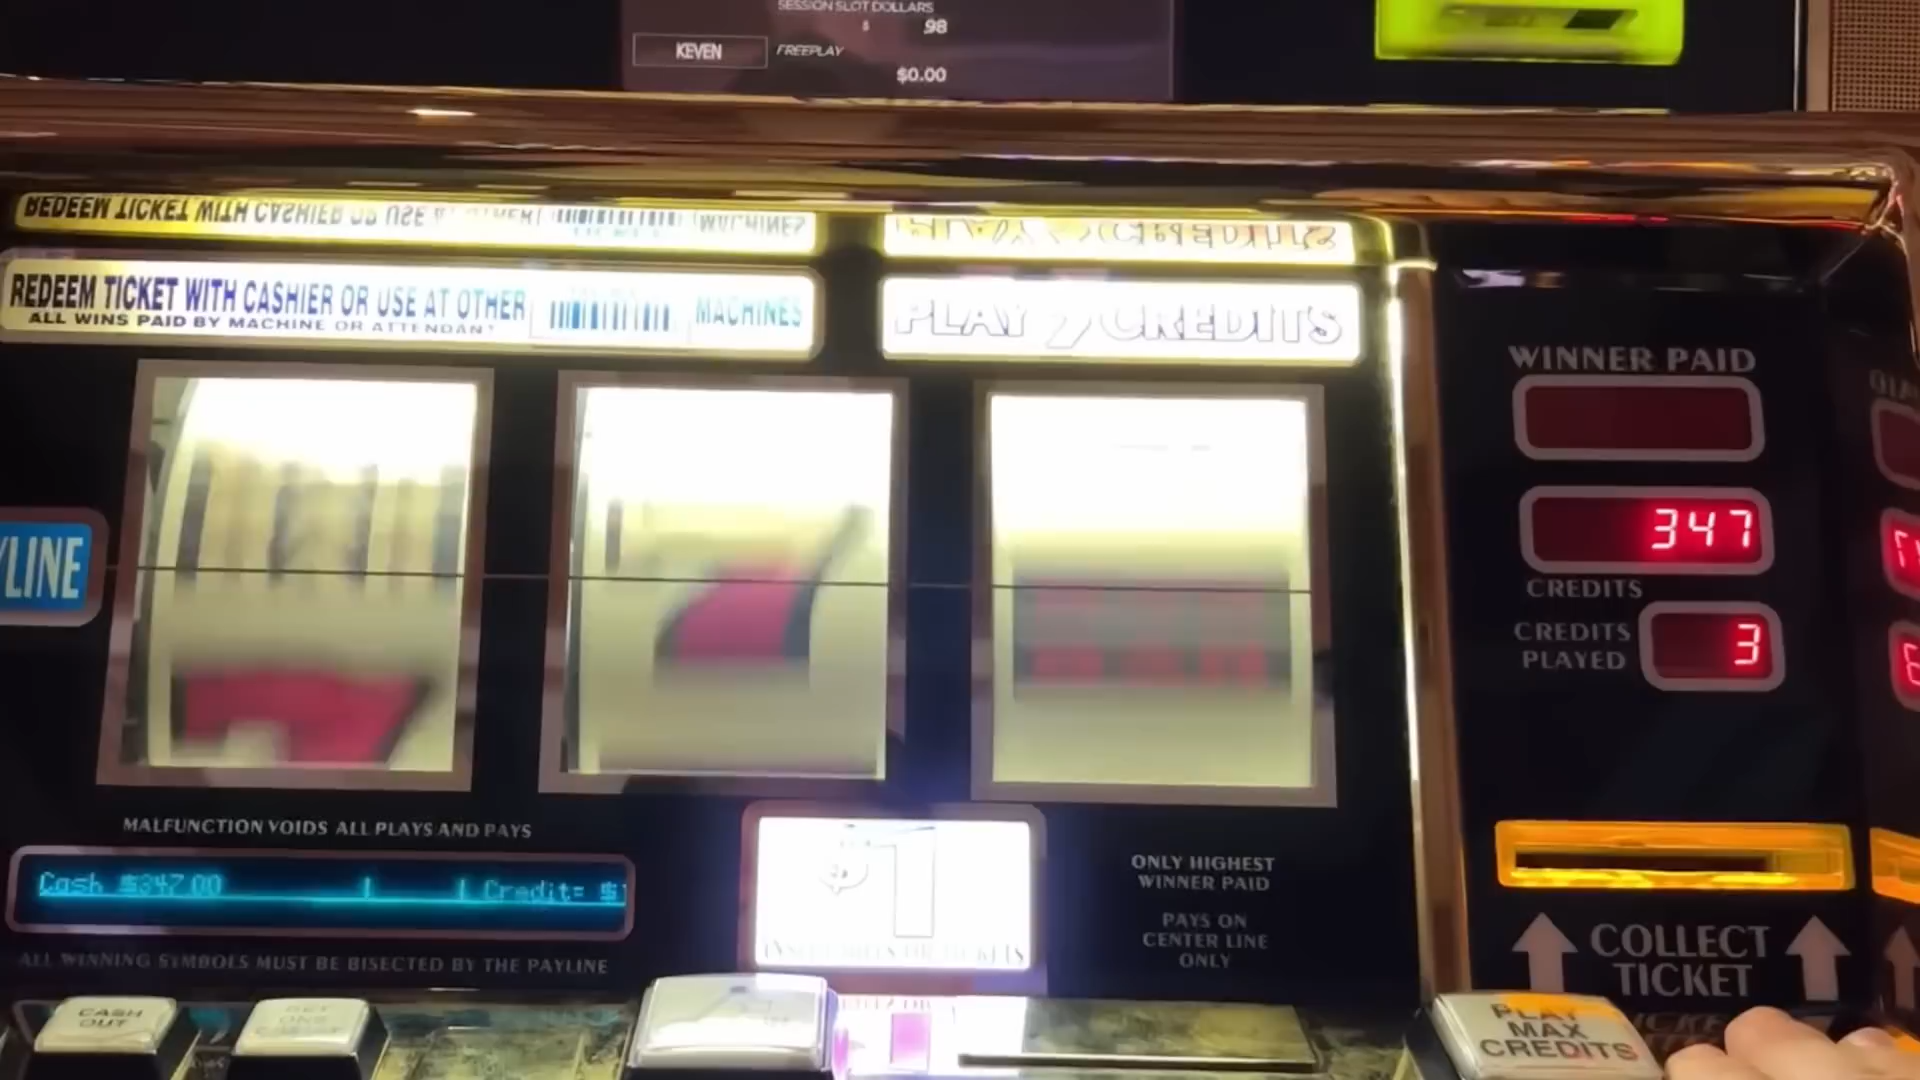 SESSION SLOT DOLLARS
$ .98
KEVEN FREEPLAY
$0.00
REDEEM TICKET WITH CASHIER OR USE AT OTHER MACHINES
ALL WINS PAID BY MACHINE OR ATTENDANT
PLAY CREDITS
WINNER PAID
347
CREDITS
CREDITS
PLAYED
3
LINE
MALFUNCTION VOIDS ALL PLAYS AND PAYS
Cash $347.00 Credit= $1
ALL WINNING SYMBOLS MUST BE BISECTED BY THE PAYLINE
$1
ONLY HIGHEST
WINNER PAID
PAYS ON
CENTER LINE
ONLY
COLLECT
TICKET
CASH
OUT
PLAY
MAX
CREDITS